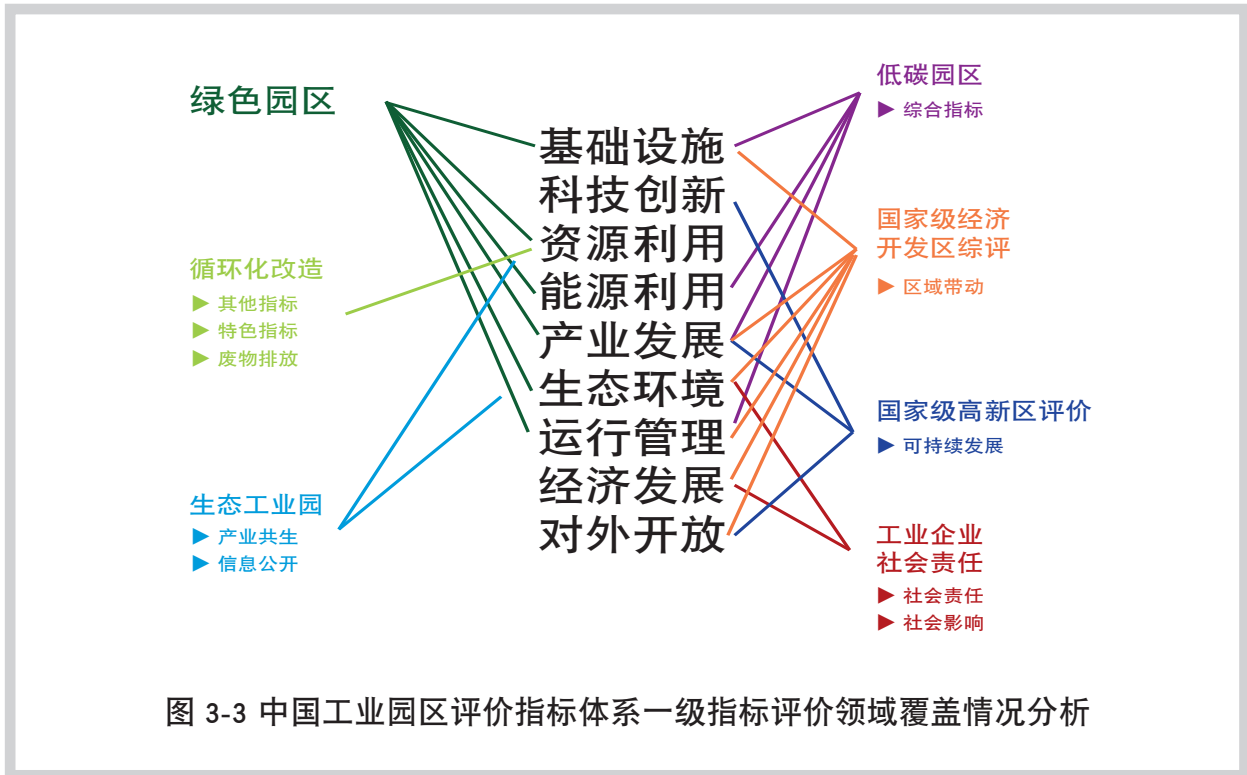 绿色园区
循环化改造
▶ 其他指标
▶ 特色指标
▶ 废物排放
生态工业园
▶ 产业共生
▶ 信息公开
基础设施
科技创新
资源利用
能源利用
产业发展
生态环境
运行管理
经济发展
对外开放
低碳园区
▶ 综合指标
国家级经济
开发区综评
▶ 区域带动
国家级高新区评价
▶ 可持续发展
工业企业
社会责任
▶ 社会责任
▶ 社会影响
图 3-3 中国工业园区评价指标体系一级指标评价领域覆盖情况分析